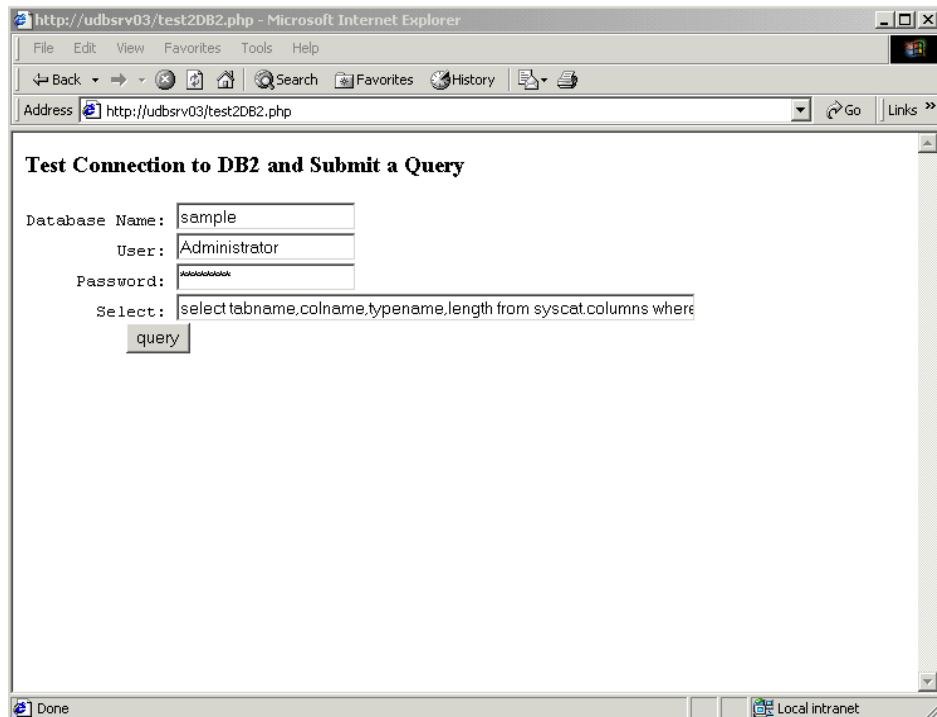 http://udbsrv03/test2DB2.php - Microsoft Internet Explorer
File Edit View Favorites Tools Help
Back Search Favorites History
Address http://udbsrv03/test2DB2.php Go Links »
Test Connection to DB2 and Submit a Query
Database Name: sample
User: Administrator
Password: *********
Select: select tabname,colname,typename,length from syscat.columns where
query
Done Local intranet